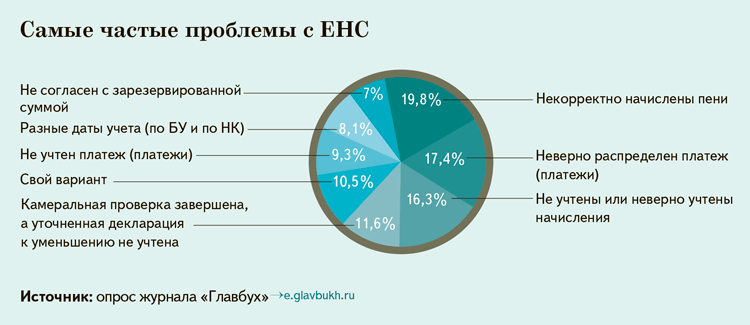 Самые частые проблемы с ЕНС
Не согласен с зарезервированной
суммой
Разные даты учета (по БУ и по НК)
Не учтен платеж (платежи)
Свой вариант
Камеральная проверка завершена,
а уточненная декларация
к уменьшению не учтена
7%
8,1%
9,3%
10,5%
11,6%
19,8%
17,4%
16,3%
Некорректно начислены пени
Неверно распределен платеж
(платежи)
Не учтены или неверно учтены
начисления
Источник: опрос журнала «Главбух»→e.glavbukh.ru